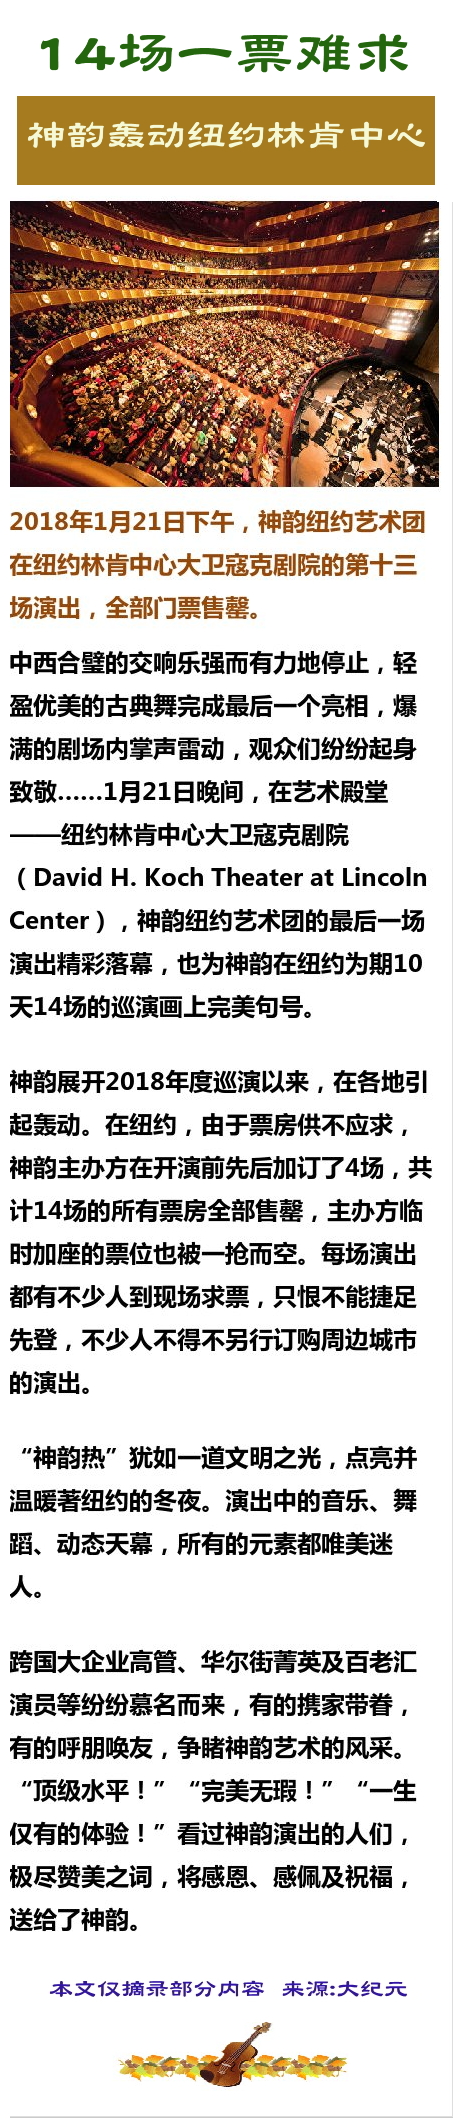 14场一票难求
神韵轰动纽约林肯中心
2018年1月21日下午，神韵纽约艺术团
在纽约林肯中心大卫寇克剧院的第十三
场演出，全部门票售罄。
中西合璧的交响乐强而有力地停止，轻
盈优美的古典舞完成最后一个亮相，爆
满的剧场内掌声雷动，观众们纷纷起身
致敬……1月21日晚间，在艺术殿堂
——纽约林肯中心大卫寇克剧院
（David H. Koch Theater at Lincoln
Center），神韵纽约艺术团的最后一场
演出精彩落幕，也为神韵在纽约为期10
天14场的巡演画上完美句号。
神韵展开2018年度巡演以来，在各地引
起轰动。在纽约，由于票房供不应求，
神韵主办方在开演前先后加订了4场，共
计14场的所有票房全部售罄，主办方临
时加座的票位也被一抢而空。每场演出
都有不少人到现场求票，只恨不能捷足
先登，不少人不得不另行订购周边城市
的演出。
“神韵热”犹如一道文明之光，点亮并
温暖著纽约的冬夜。演出中的音乐、舞
蹈、动态天幕，所有的元素都唯美迷
人。
跨国大企业高管、华尔街菁英及百老汇
演员等纷纷慕名而来，有的携家带眷，
有的呼朋唤友，争睹神韵艺术的风采。
“顶级水平！”“完美无瑕！”“一生
仅有的体验！”看过神韵演出的人们，
极尽赞美之词，将感恩、感佩及祝福，
送给了神韵。
本文仅摘录部分内容 来源:大纪元